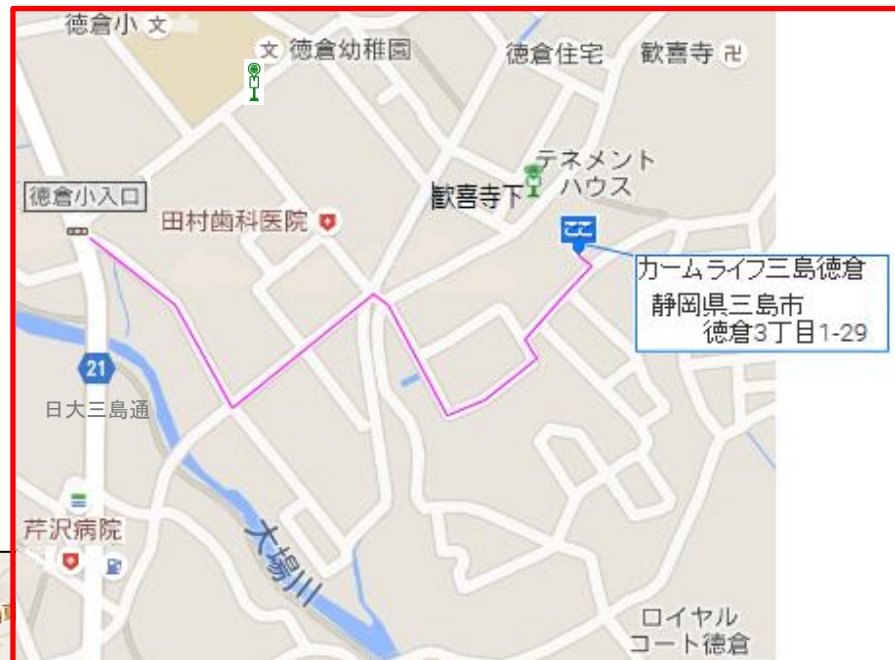 徳倉小 文
文 徳倉幼稚園
徳倉住宅
歓喜寺 卍
テネメント
ハウス
歓喜寺下
徳倉小入口
田村歯科医院
ここ
カームライフ三島徳倉
静岡県三島市
徳倉3丁目1-29
21
日大三島通
芹沢病院
大場川
ロイヤル
コート徳倉